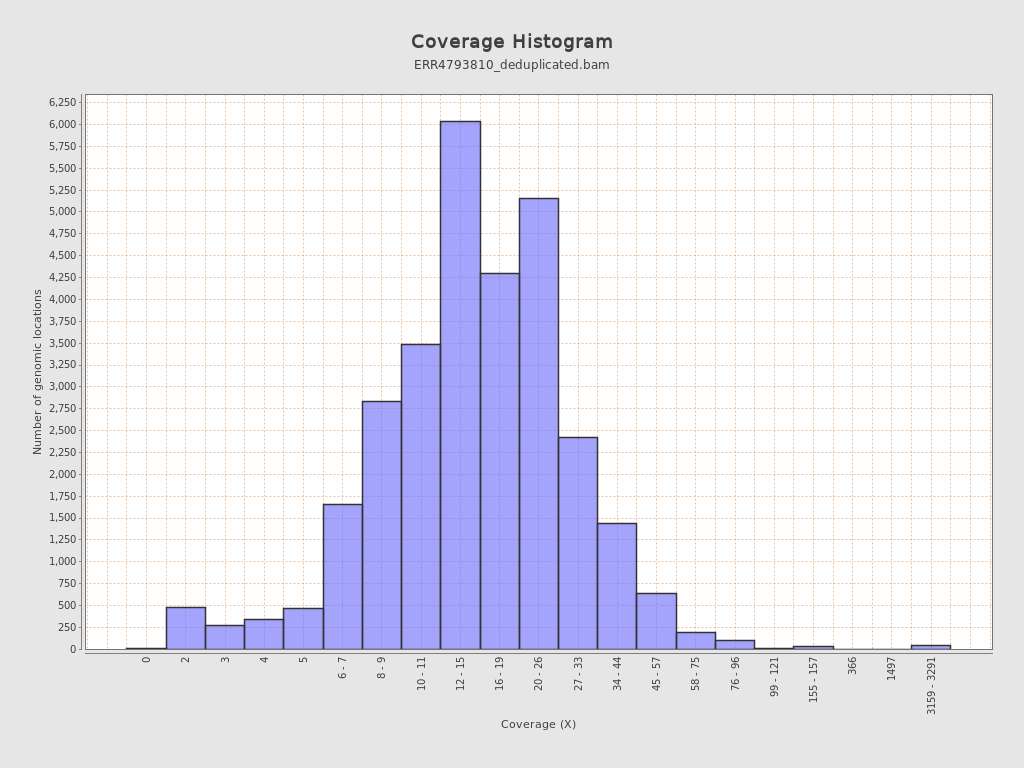 Coverage Histogram
ERR4793810_deduplicated.bam
Number of genomic locations
6,250
6,000
5,750
5,500
5,250
5,000
4,750
4,500
4,250
4,000
3,750
3,500
3,250
3,000
2,750
2,500
2,250
2,000
1,750
1,500
1,250
1,000
750
500
250
0
0
2
3
4
5
6 - 7
8 - 9
10 - 11
12 - 15
16 - 19
20 - 26
27 - 33
34 - 44
45 - 57
58 - 75
76 - 96
99 - 121
155 - 157
366
1497
3159 - 3291
Coverage (X)